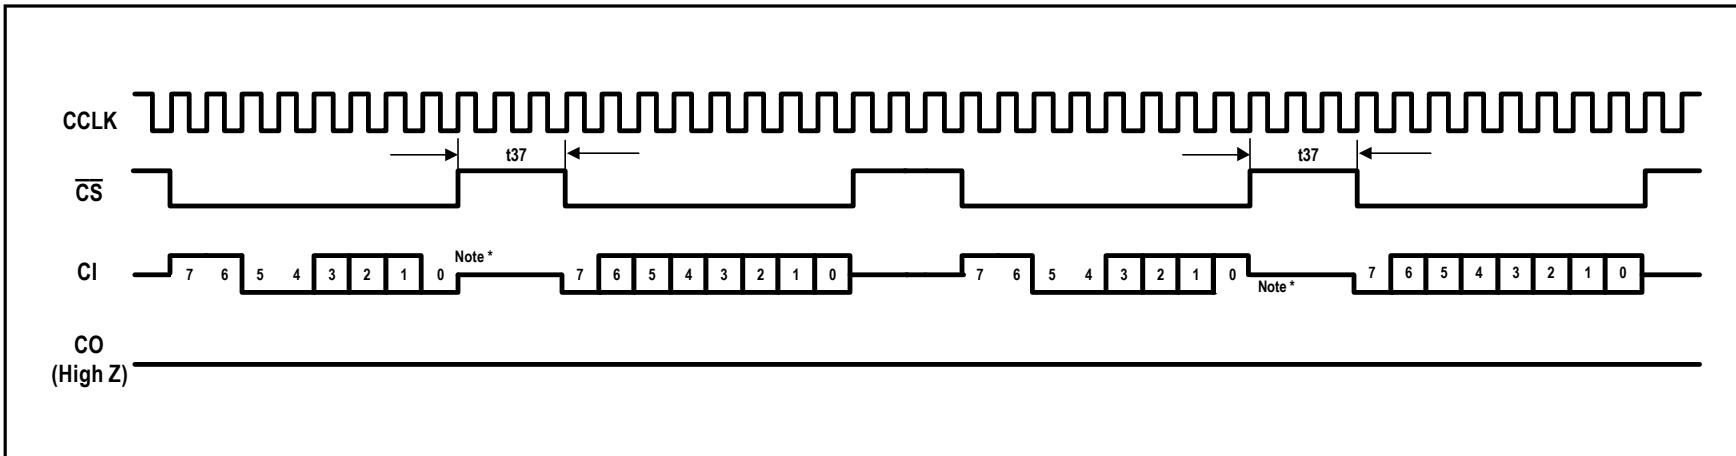 CCLK
t37 t37
CS
CI
Note *
7 6 5 4 3 2 1 0 7 6 5 4 3 2 1 0 7 6 5 4 3 2 1 0 7 6 5 4 3 2 1 0
Note *
CO
(High Z)